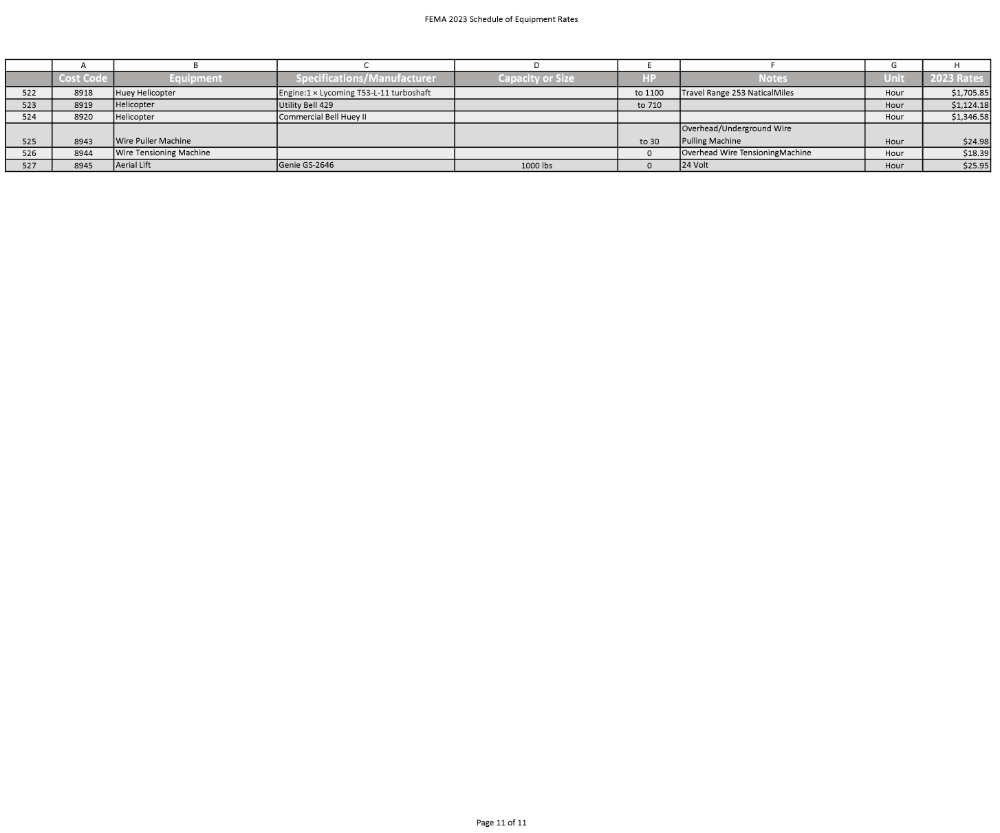 FEMA 2023 Schedule of Equipment Rates
A B C D E F G H
Cost Code Equipment Specifications/Manufacturer Capacity or Size HP Notes Unit 2023 Rates
522 8918 Huey Helicopter Engine:1 × Lycoming T53-L-11 turboshaft to 1100 Travel Range 253 NaticalMiles Hour $1,705.85
523 8919 Helicopter Utility Bell 429 to 710 Hour $1,124.18
524 8920 Helicopter Commercial Bell Huey II Hour $1,346.58
Overhead/Underground Wire
525 8943 Wire Puller Machine to 30 Pulling Machine Hour $24.98
526 8944 Wire Tensioning Machine 0 Overhead Wire TensioningMachine Hour $18.39
527 8945 Aerial Lift Genie GS-2646 1000 lbs 0 24 Volt Hour $25.95
Page 11 of 11